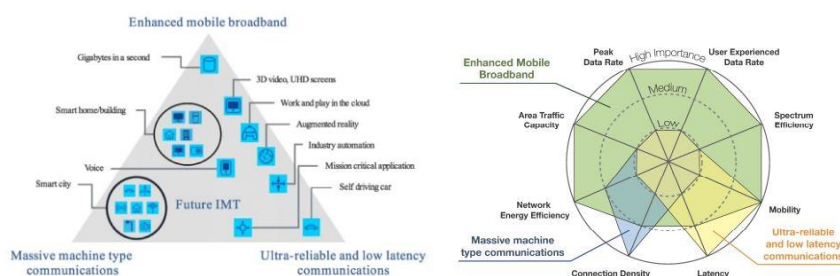 Enhanced mobile broadband
Gigabytes in a second
3D video, UHD screens
Smart home/building
Work and play in the cloud
Augmented reality
Industry automation
Voice
Mission critical application
Smart city
Self driving car
Future IMT
Massive machine type
communications
Ultra-reliable and low latency
communications
Peak
Data Rate
High Importance
User Experienced
Data Rate
Enhanced Mobile
Broadband
Medium
Area Traffic
Capacity
Low
Spectrum
Efficiency
Network
Energy Efficiency
Mobility
Massive machine
type communications
Ultra-reliable
and low latency
communications
Connection Density
Latency